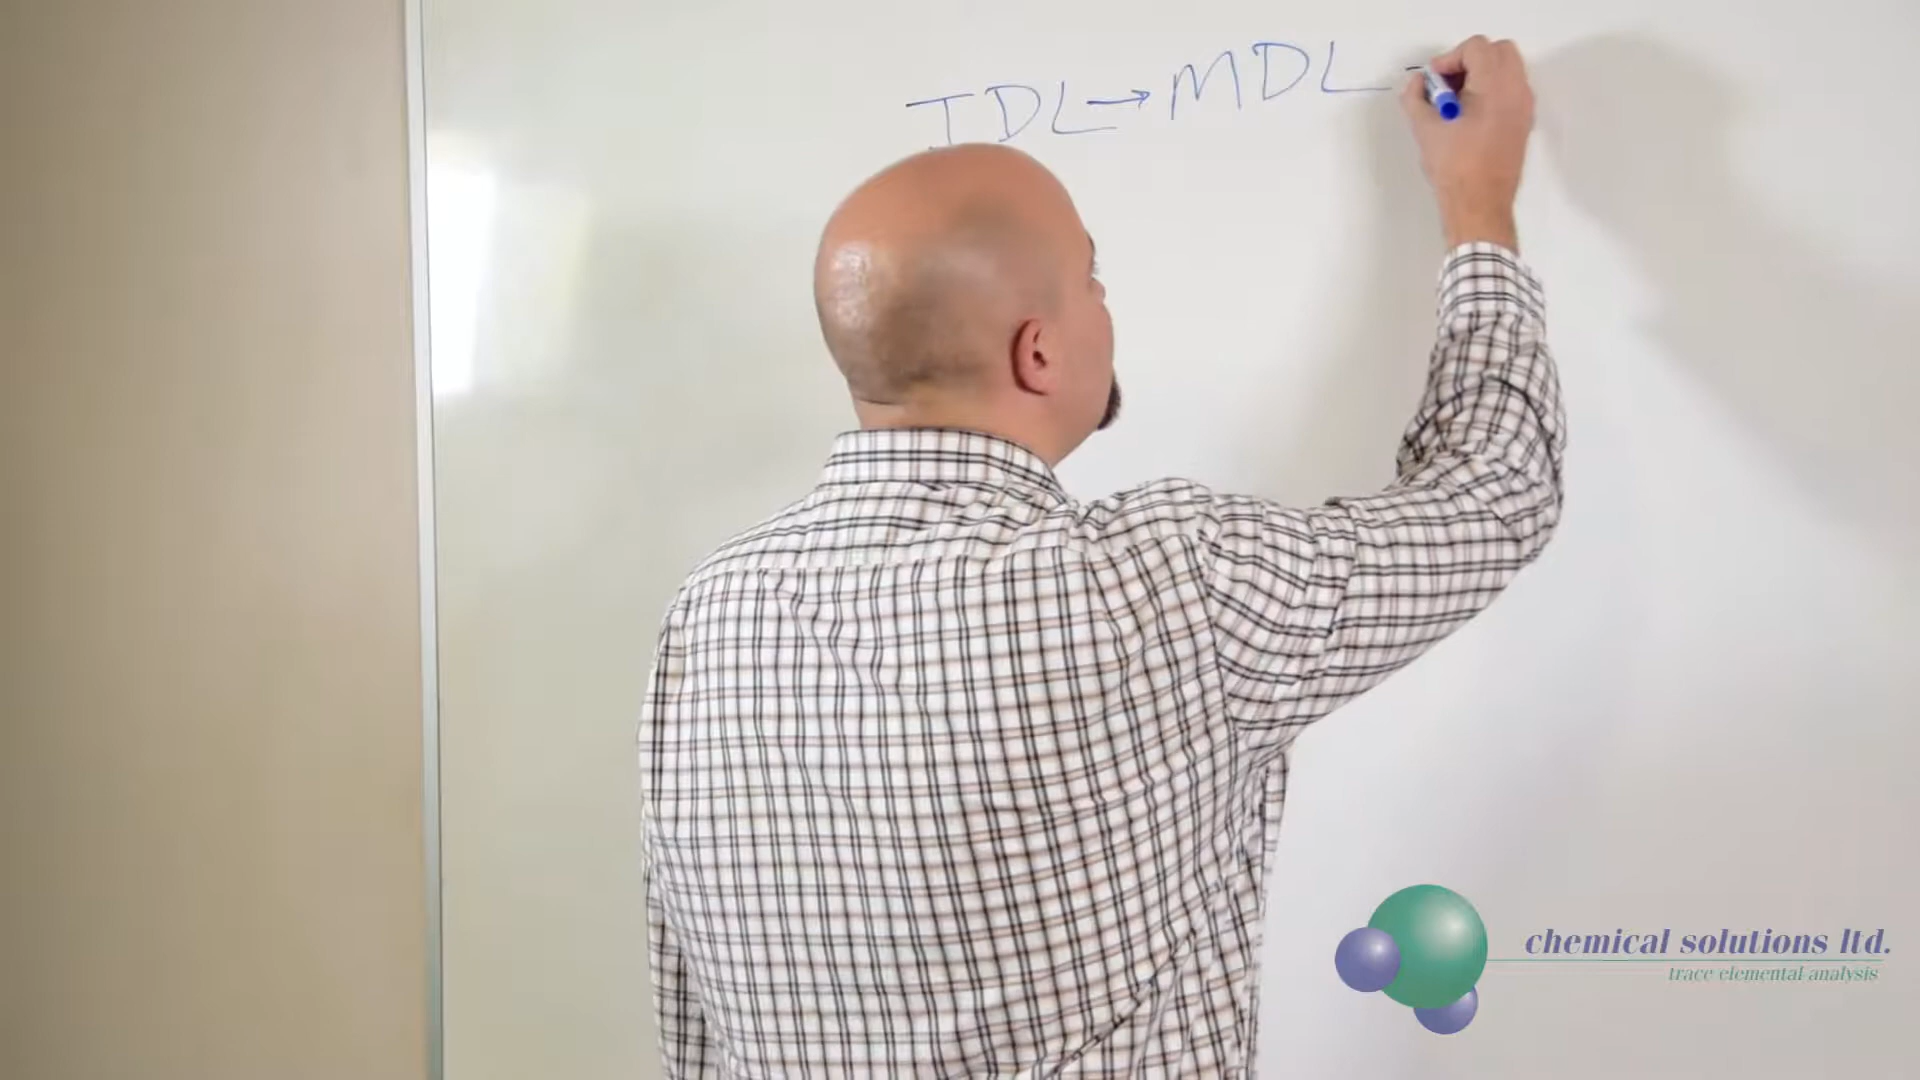 IDL → MDL -
chemical solutions ltd.
trace elemental analysis